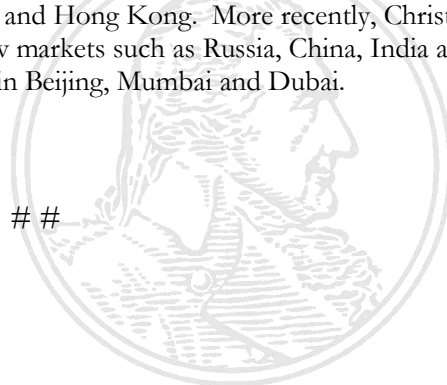 and Hong Kong. More recently, Christ
markets such as Russia, China, India a
in Beijing, Mumbai and Dubai.
# #